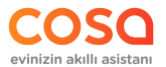 cosa
evinizin akıllı asistanı